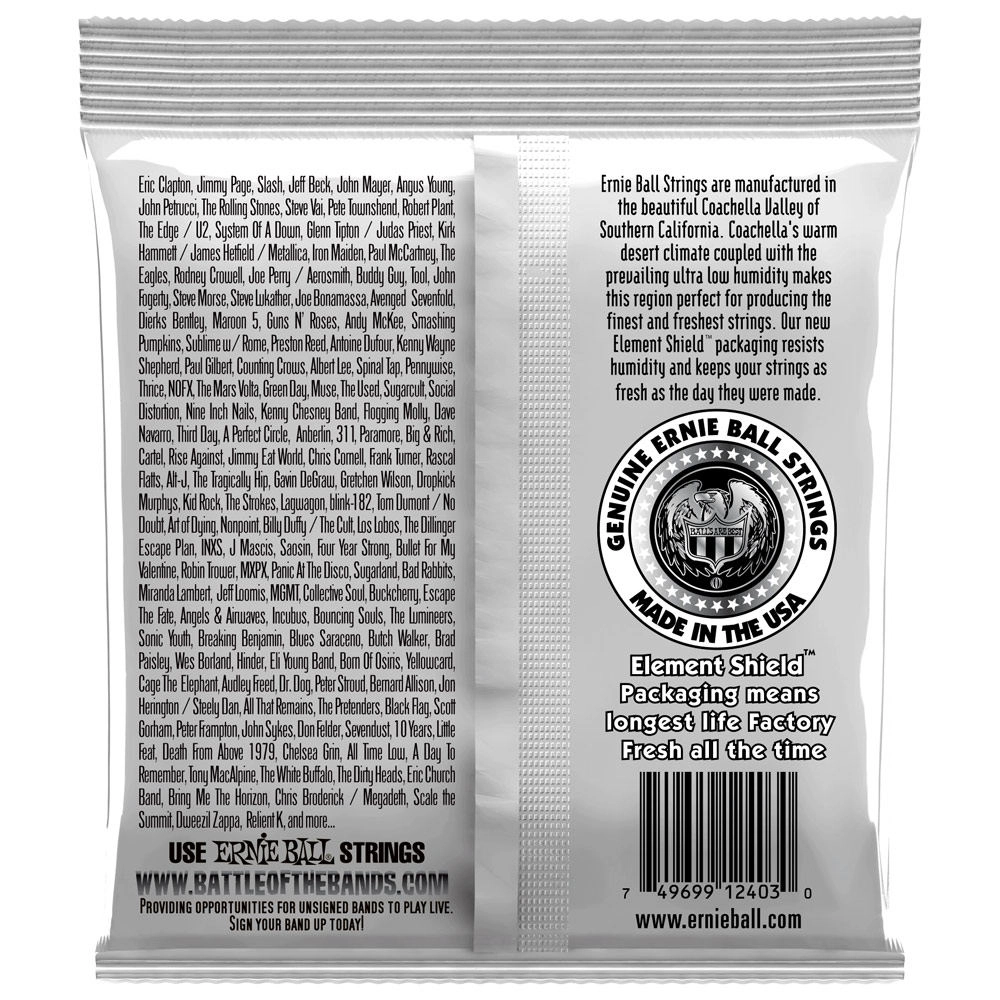 Eric Clapton, Jimmy Page, Slash, Jeff Beck, John Mayer, Angus Young,
John Petrucci, The Rolling Stones, Steve Vai, Pete Townshend, Robert Plant,
The Edge / U2, System Of A Down, Glenn Tipton / Judas Priest, Kirk
Hammett / James Hetfield / Metallica, Iron Maiden, Paul McCartney, The
Eagles, Rodney Crowell, Joe Perry / Aerosmith, Buddy Guy, Tool, John
Fogerty, Steve Morse, Steve Lukather, Joe Bonamassa, Avenged Sevenfold,
Dierks Bentley, Maroon 5, Guns N' Roses, Andy McKee, Smashing
Pumpkins, Sublime w/ Rome, Preston Reed, Antoine Dufour, Kenny Wayne
Shepherd, Paul Gilbert, Counting Crows, Albert Lee, Spinal Tap, Pennywise,
Thrice, NOFX, The Mars Volta, Green Day, Muse, The Used, Sugarcult, Social
Distortion, Nine Inch Nails, Kenny Chesney Band, Flogging Molly, Dave
Navarro, Third Day, A Perfect Circle, Anberlin, 311, Paramore, Big & Rich,
Cartel, Rise Against, Jimmy Eat World, Chris Cornell, Frank Turner, Rascal
Flatts, Alt-J, The Tragically Hip, Gavin DeGraw, Gretchen Wilson, Dropkick
Murphys, Kid Rock, The Strokes, Lagwagon, blink-182, Tom Dumont / No
Doubt, Art of Dying, Nonpoint, Billy Duffy / The Cult, Los Lobos, The Dillinger
Escape Plan, INXS, J Mascis, Saosin, Four Year Strong, Bullet For My
Valentine, Robin Trower, MXPX, Panic At The Disco, Sugarland, Bad Rabbits,
Miranda Lambert, Jeff Loomis, MGMT, Collective Soul, Buckcherry, Escape
The Fate, Angels & Airwaves, Incubus, Bouncing Souls, The Lumineers,
Sonic Youth, Breaking Benjamin, Blues Saraceno, Butch Walker, Brad
Paisley, Wes Borland, Hinder, Eli Young Band, Born Of Osiris, Yellowcard,
Cage The Elephant, Audley Freed, Dr. Dog, Peter Stroud, Bernard Allison, Jon
Herington / Steely Dan, All That Remains, The Pretenders, Black Flag, Scott
Gorham, Peter Frampton, John Sykes, Don Felder, Sevendust, 10 Years, Little
Feat, Death From Above 1979, Chelsea Grin, All Time Low, A Day To
Remember, Tony MacAlpine, The White Buffalo, The Dirty Heads, Eric Church
Band, Bring Me The Horizon, Chris Broderick / Megadeth, Scale the
Summit, Dweezil Zappa, Relient K, and more...
USE ERNIE BALL® STRINGS
WWW.BATTLEOFTHEBANDS.COM
PROVIDING OPPORTUNITIES FOR UNSIGNED BANDS TO PLAY LIVE.
SIGN YOUR BAND UP TODAY!
Ernie Ball Strings are manufactured in
the beautiful Coachella Valley of
Southern California. Coachella's warm
desert climate coupled with the
prevailing ultra low humidity makes
this region perfect for producing the
finest and freshest strings. Our new
Element Shield™ packaging resists
humidity and keeps your strings as
fresh as the day they were made.
GENUINE ERNIE BALL STRINGS
BALLS ARE BEST
MADE IN THE USA
Element Shield™
Packaging means
longest life Factory
Fresh all the time
7 49699 12403 0
www.ernieball.com